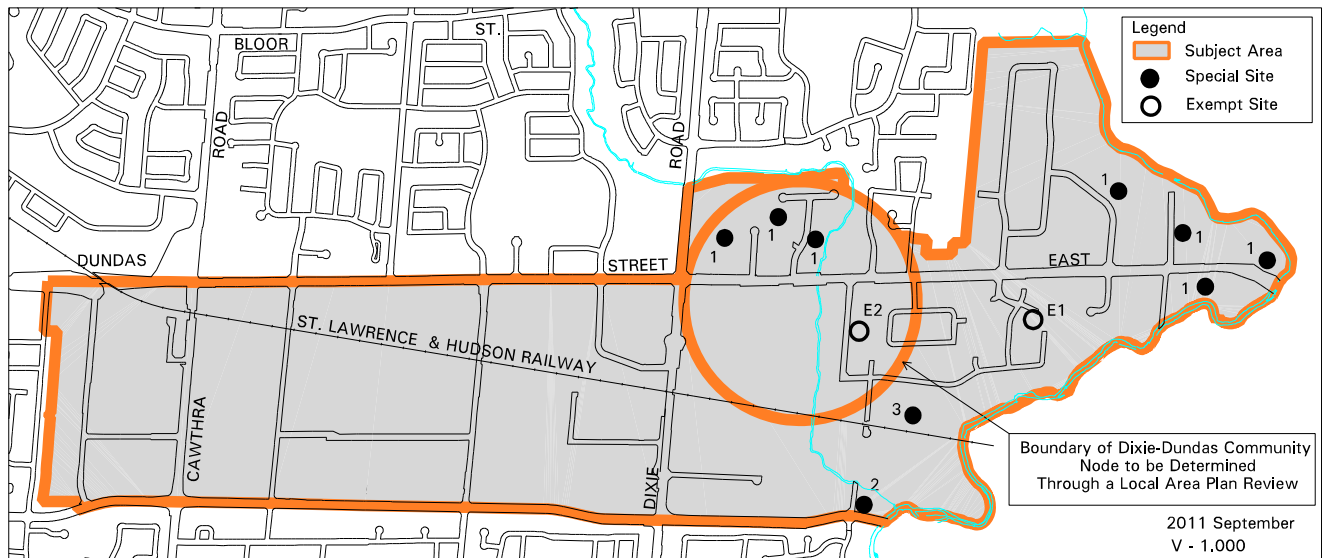 BLOOR
ST.
ROAD
ROAD
Legend
Subject Area
Special Site
Exempt Site
DUNDAS
STREET
EAST
1
1
1
1
1
1
1
E2
E1
ST. LAWRENCE & HUDSON RAILWAY
3
CAWTHRA
DIXIE
2
Boundary of Dixie-Dundas Community
Node to be Determined
Through a Local Area Plan Review
2011 September
V - 1.000